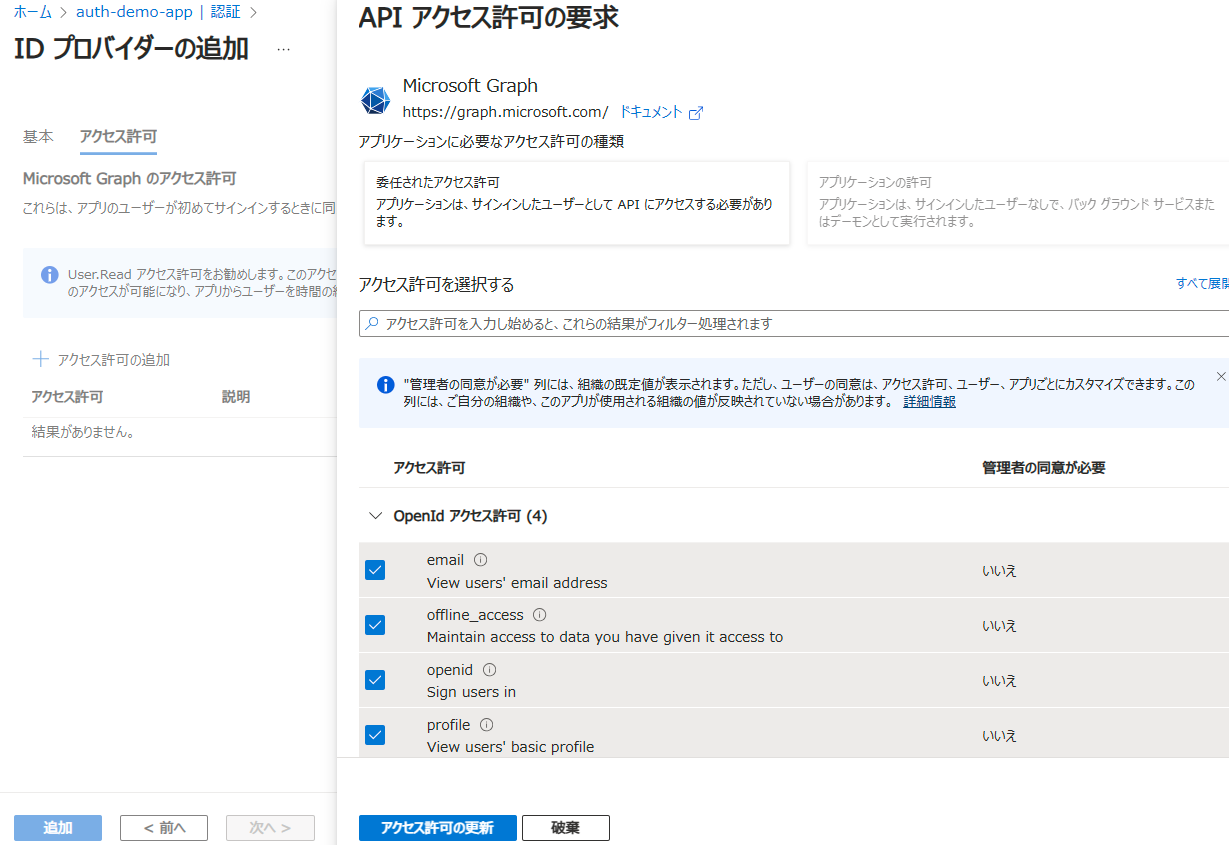 ホーム > auth-demo-app | 認証 >
ID プロバイダーの追加 …
基本 アクセス許可
Microsoft Graph のアクセス許可
これらは、アプリのユーザーが初めてサインインするときに同
User.Read アクセス許可をお勧めします。このアクセ
のアクセスが可能になり、アプリからユーザーを時間の
アクセス許可の追加
アクセス許可 説明
結果がありません。
追加 < 前へ 次へ >
API アクセス許可の要求
Microsoft Graph
https://graph.microsoft.com/ ドキュメント
アプリケーションに必要なアクセス許可の種類
委任されたアクセス許可
アプリケーションは、サインインしたユーザーとして API にアクセスする必要があり
ます。
アプリケーションの許可
アプリケーションは、サインインしたユーザーなしで、バック グラウンド サービスまた
はデーモンとして実行されます。
アクセス許可を選択する
すべて展開
アクセス許可を入力し始めると、これらの結果がフィルター処理されます
"管理者の同意が必要" 列には、組織の既定値が表示されます。ただし、ユーザーの同意は、アクセス許可、ユーザー、アプリごとにカスタマイズできます。この
列には、ご自分の組織や、このアプリが使用される組織の値が反映されていない場合があります。 詳細情報
アクセス許可 管理者の同意が必要
OpenId アクセス許可 (4)
email
View users' email address
いいえ
offline_access
Maintain access to data you have given it access to
いいえ
openid
Sign users in
いいえ
profile
View users' basic profile
いいえ
アクセス許可の更新 破棄